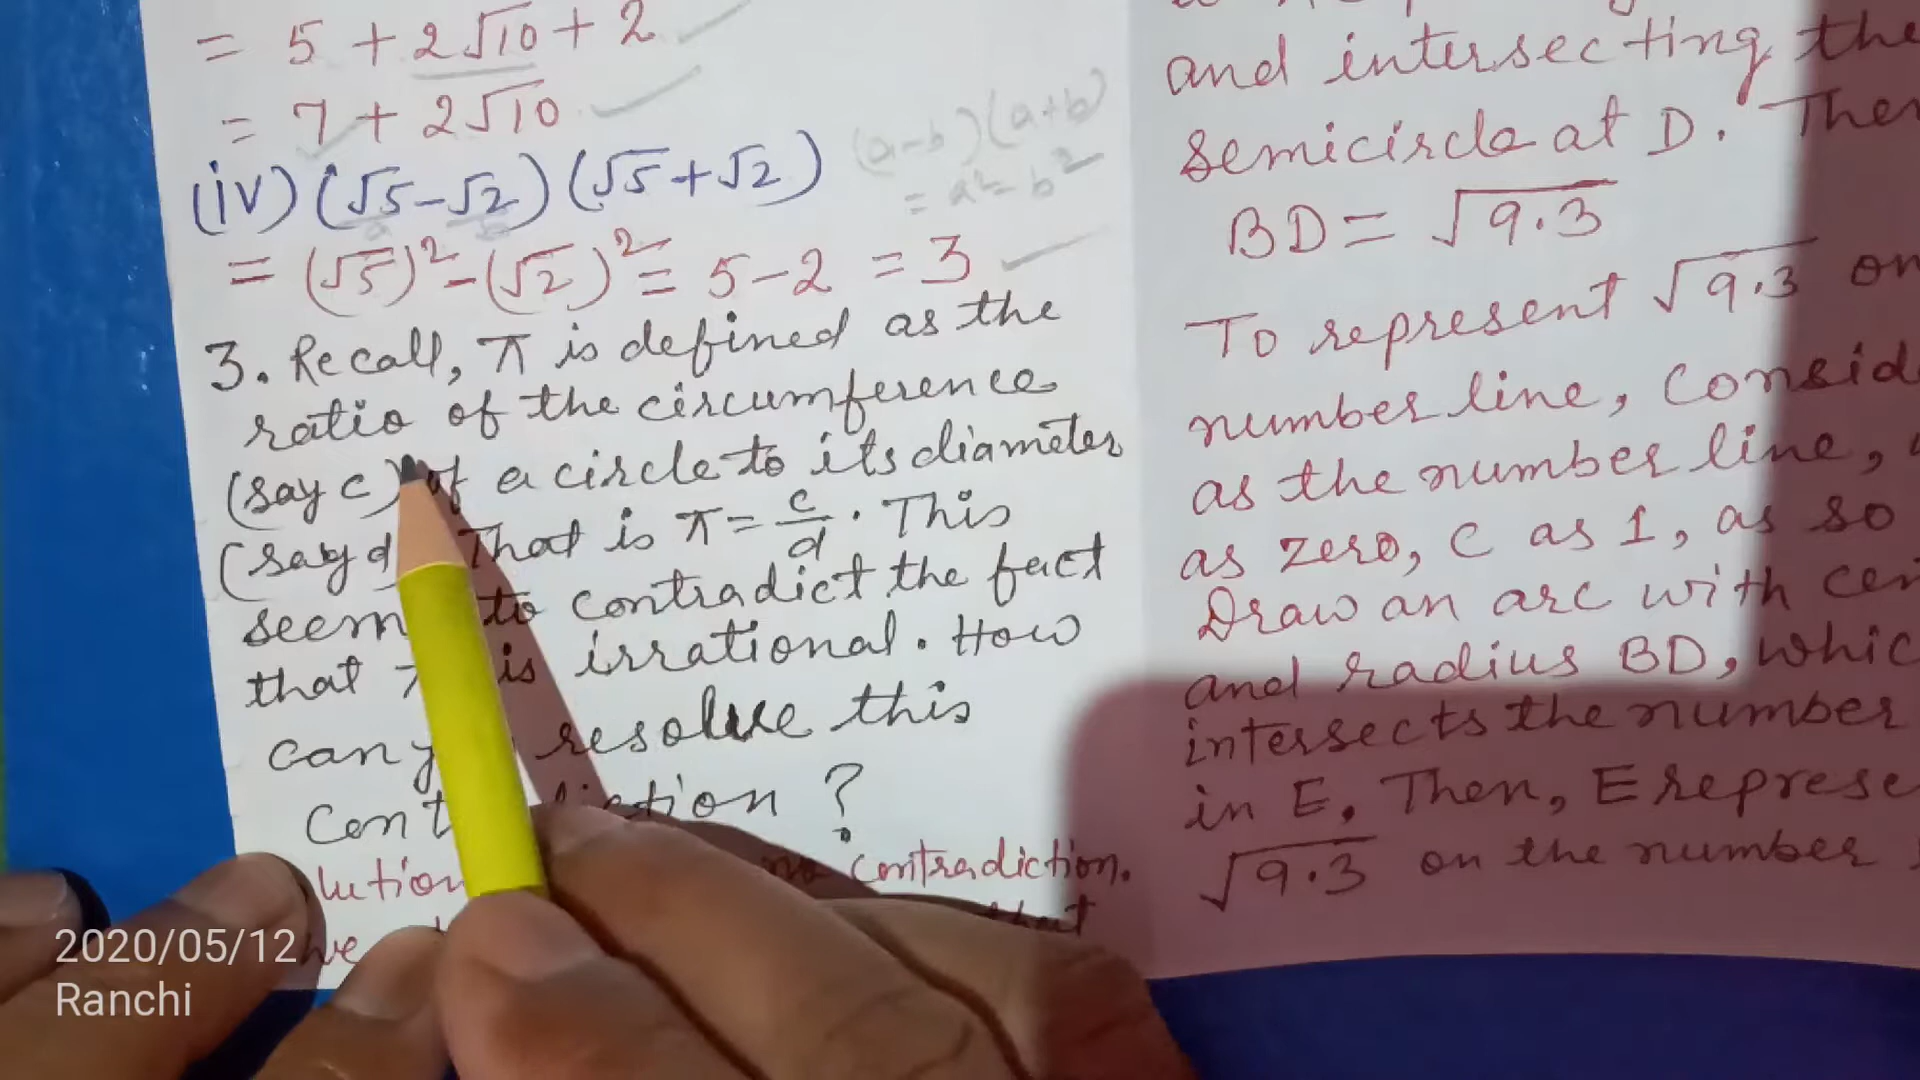 = 5 + 2√10 + 2
= 7 + 2√10
(iv) (√5-√2) (√5+√2)
(a-b) (a+b)
= a²-b²
a b
= (√5)² - (√2)² = 5-2 = 3
3. Recall, π is defined as the
ratio of the circumference
(say c) of a circle to its diameter
(say d That is π = c/d. This
seem to contradict the fact
that is irrational. How
can resolve this
?
contradiction.
that
we
and intersecting the
semicircle at D. Then
BD = √9.3
To represent √9.3 on
number line,
as the number line,
as zero, C as 1, as so
Draw an arc with
and radius BD,
intersects the number
in E. Then, E
√9.3 on the number
2020/05/12
Ranchi